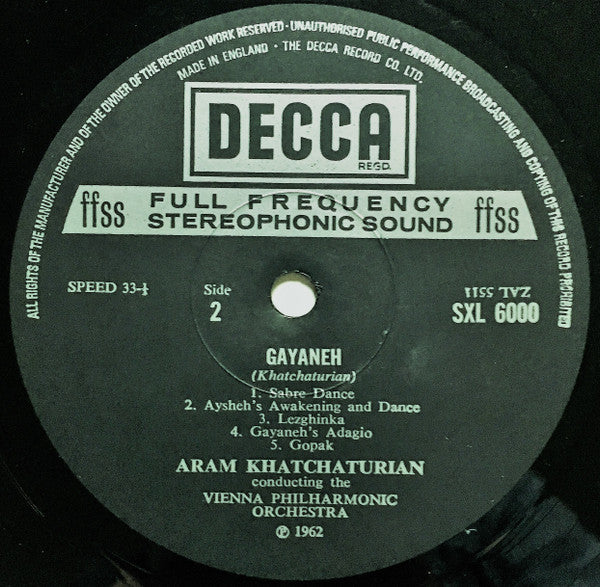 ALL RIGHTS OF THE MANUFACTURER AND OF THE OWNER OF THE RECORDED WORK RESERVED · UNAUTHORISED PUBLIC PERFORMANCE BROADCASTING AND COPYING OF THIS RECORD PROHIBITED
MADE IN ENGLAND · THE DECCA RECORD CO. LTD.
DECCA
REGD.
ffss FULL FREQUENCY STEREOPHONIC SOUND ffss
SPEED 33-⅓
Side
2
ZAL 5511
SXL 6000
GAYANEH
(Khatchaturian)
1. Sabre Dance
2. Aysheh's Awakening and Dance
3. Lezghinka
4. Gayaneh's Adagio
5. Gopak
ARAM KHATCHATURIAN
conducting the
VIENNA PHILHARMONIC
ORCHESTRA
℗ 1962